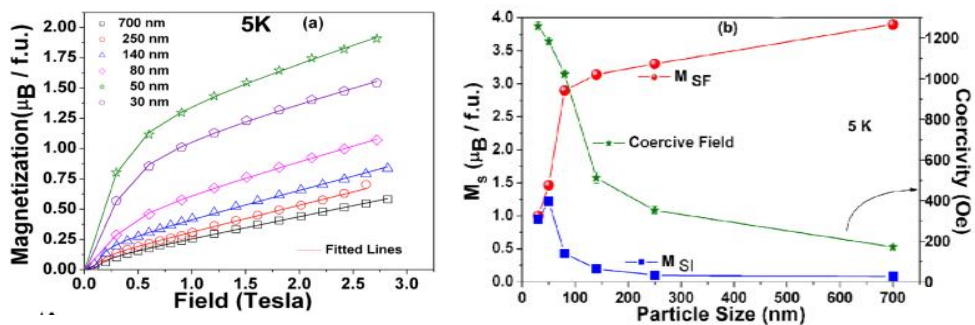 (a)
5K
700 nm
250 nm
140 nm
80 nm
50 nm
30 nm
Fitted Lines
Magnetization(μB / f.u.)
2.00
1.75
1.50
1.25
1.00
0.75
0.50
0.25
0.00
0.0 0.5 1.0 1.5 2.0 2.5 3.0
Field (Tesla)
(b)
M SF
Coercive Field
5 K
M SI
Ms (μB / f.u.)
4.0
3.5
3.0
2.5
2.0
1.5
1.0
0.5
0.0
0 100 200 300 400 500 600 700
Particle Size (nm)
1200
1000
800
600
400
200
0
Coercivity (Oe)